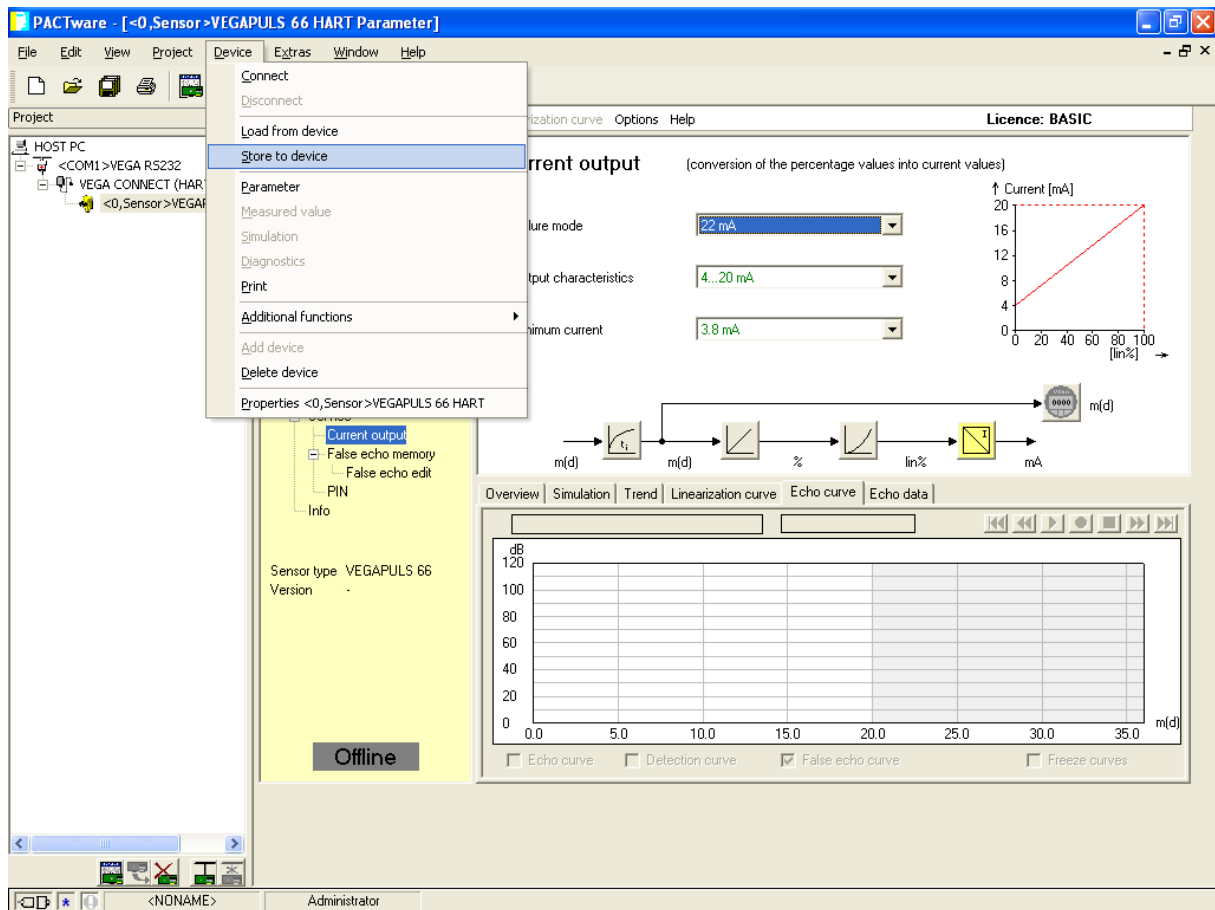 PACTware - [<0,Sensor>VEGAPULS 66 HART Parameter]
File Edit View Project Device Extras Window Help
Project
HOST PC
<COM1>VEGA RS232
VEGA CONNECT (HAR
<0,Sensor>VEGAP
Connect
Disconnect
Load from device
Store to device
Parameter
Measured value
Simulation
Diagnostics
Print
Additional functions
Add device
Delete device
Properties <0,Sensor>VEGAPULS 66 HART
rization curve Options Help
Licence: BASIC
rrent output (conversion of the percentage values into current values)
lure mode 22 mA
tput characteristics 4...20 mA
nimum current 3.8 mA
Current [mA]
20
16
12
8
4
0
0 20 40 60 80 100
[lin%]
VEGA
0000
m(d)
ti
I
m(d) m(d) % lin% mA
Current output
False echo memory
False echo edit
PIN
Info
Sensor type VEGAPULS 66
Version -
Offline
Overview Simulation Trend Linearization curve Echo curve Echo data
dB
120
100
80
60
40
20
0
0.0 5.0 10.0 15.0 20.0 25.0 30.0 35.0 m(d)
Echo curve Detection curve False echo curve Freeze curves
<NONAME> Administrator